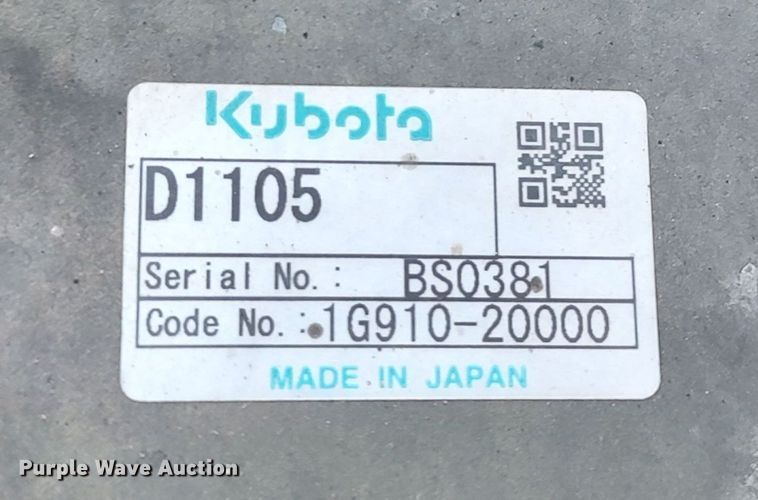 Kubota
D1105
Serial No.: BS0381
Code No.: 1G910-20000
MADE IN JAPAN
Purple Wave Auction